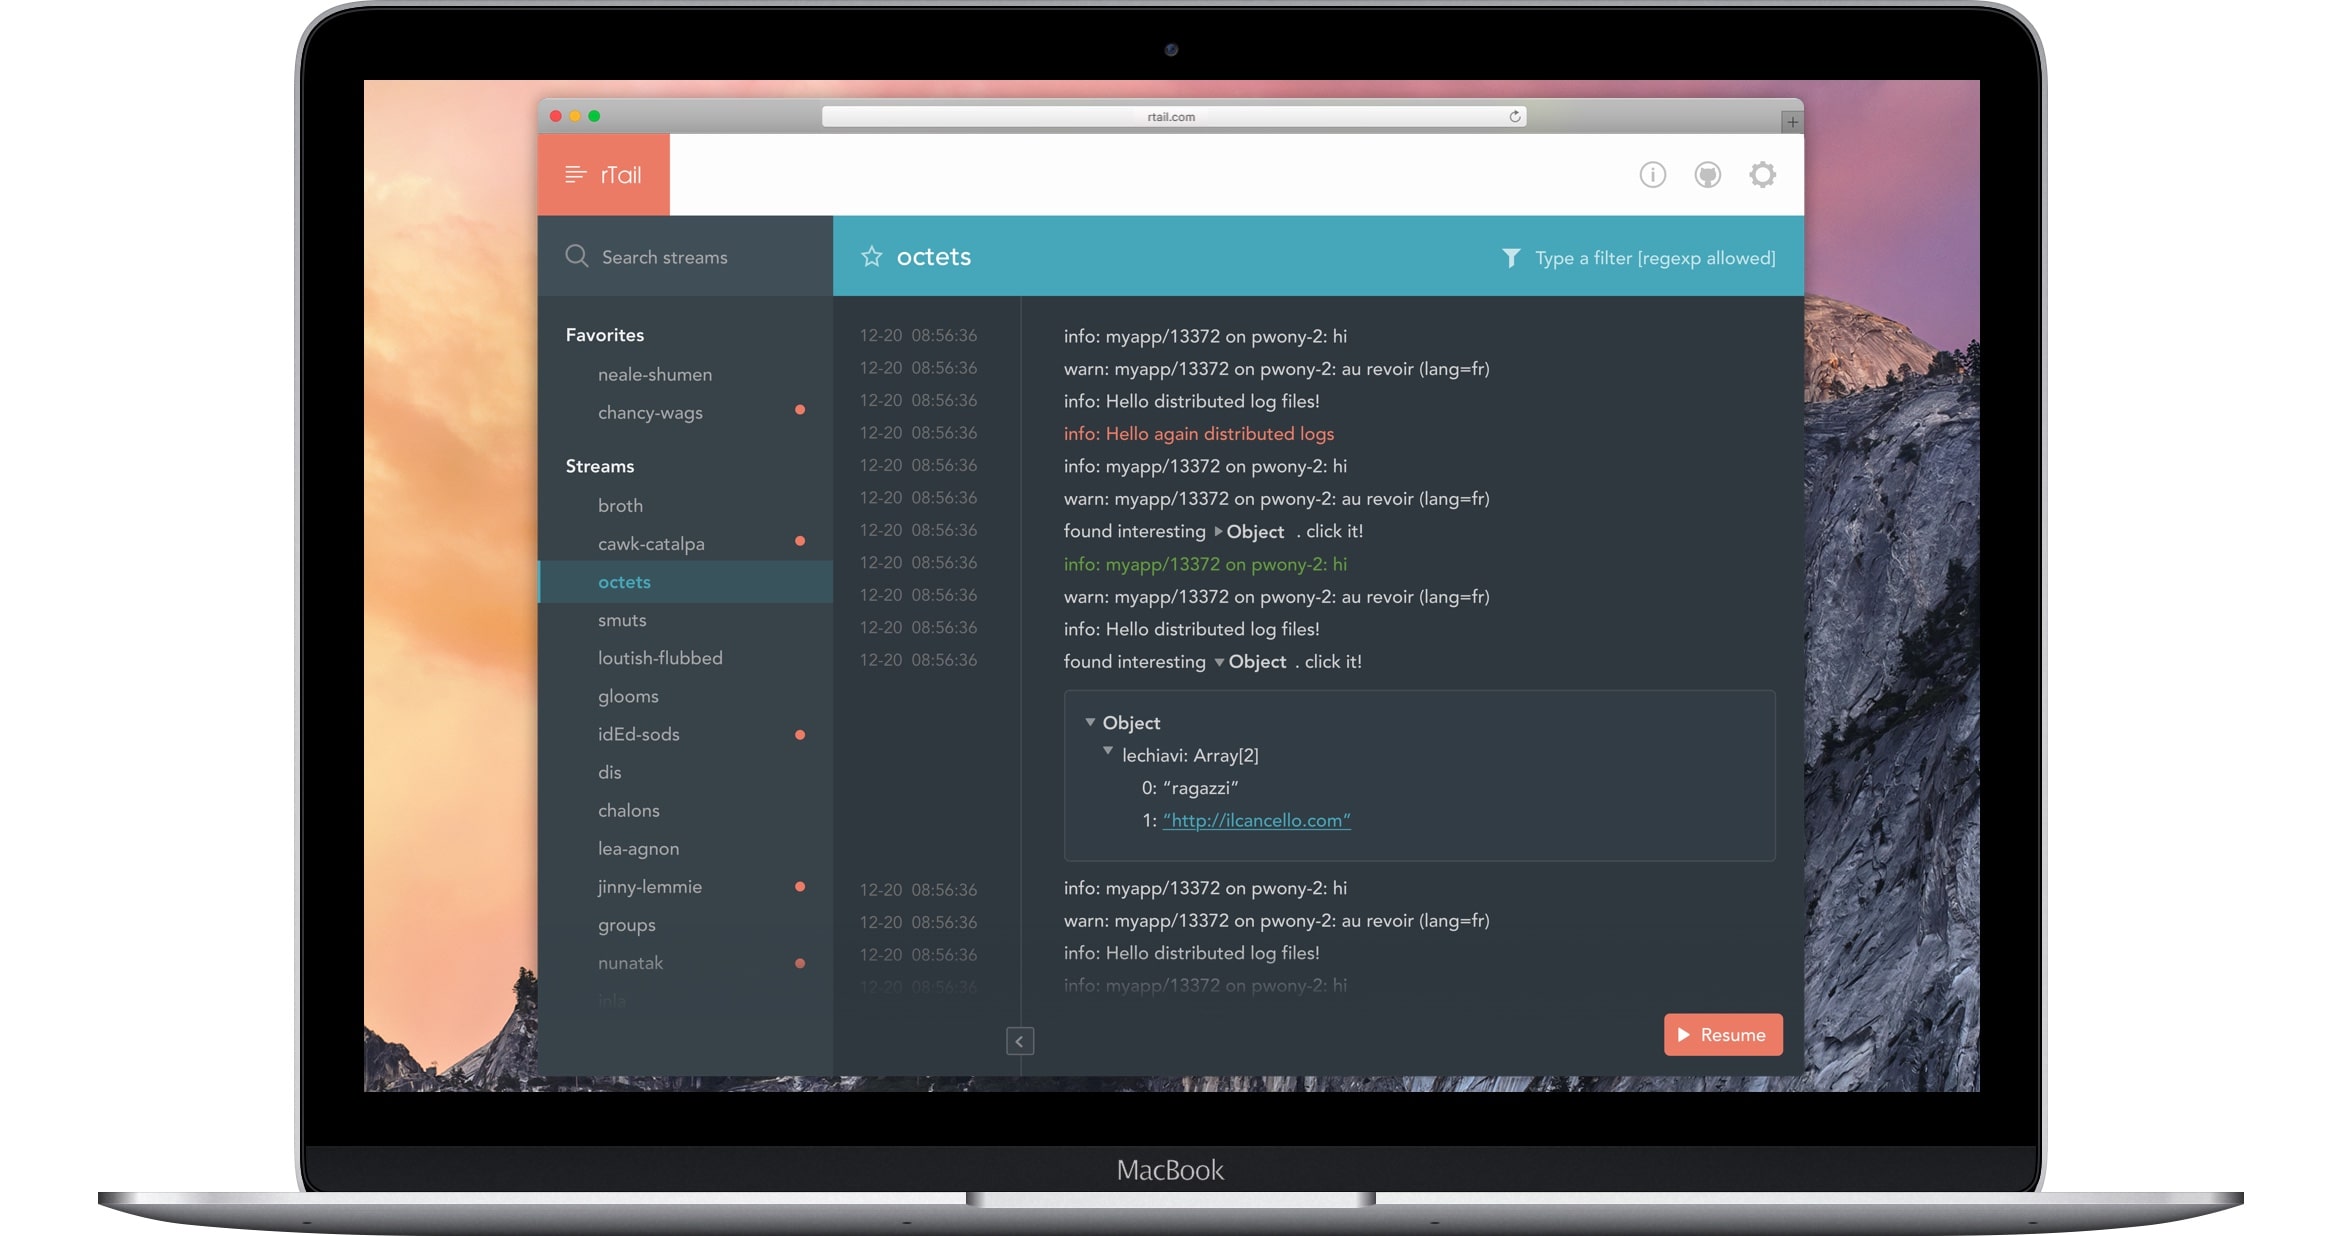 rtail.com
rTail
Search streams
octets
Type a filter [regexp allowed]
Favorites
neale-shumen
chancy-wags
Streams
broth
cawk-catalpa
octets
smuts
loutish-flubbed
glooms
idEd-sods
dis
chalons
lea-agnon
jinny-lemmie
groups
nunatak
12-20 08:56:36 info: myapp/13372 on pwony-2: hi
12-20 08:56:36 warn: myapp/13372 on pwony-2: au revoir (lang=fr)
12-20 08:56:36 info: Hello distributed log files!
12-20 08:56:36 info: Hello again distributed logs
12-20 08:56:36 info: myapp/13372 on pwony-2: hi
12-20 08:56:36 warn: myapp/13372 on pwony-2: au revoir (lang=fr)
12-20 08:56:36 found interesting Object . click it!
12-20 08:56:36 info: myapp/13372 on pwony-2: hi
12-20 08:56:36 warn: myapp/13372 on pwony-2: au revoir (lang=fr)
12-20 08:56:36 info: Hello distributed log files!
12-20 08:56:36 found interesting Object . click it!
Object
lechiavi: Array[2]
0: “ragazzi”
1: “http://ilcancello.com”
12-20 08:56:36 info: myapp/13372 on pwony-2: hi
12-20 08:56:36 warn: myapp/13372 on pwony-2: au revoir (lang=fr)
12-20 08:56:36 info: Hello distributed log files!
12-20 08:56:36 info: myapp/13372 on pwony-2: hi
Resume
MacBook